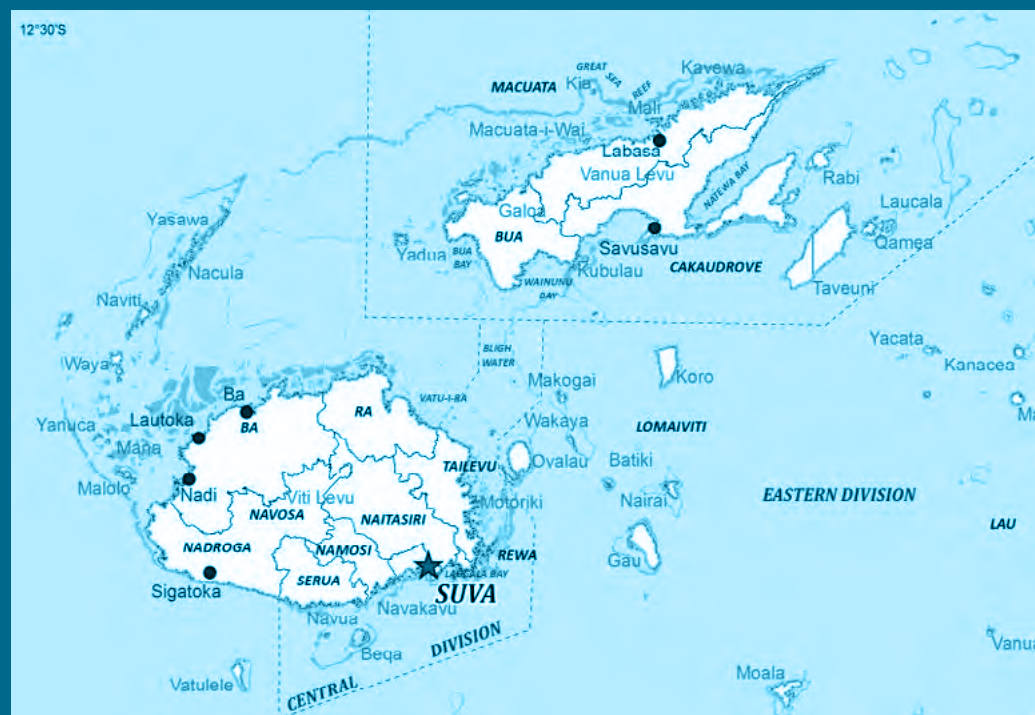 12°30'S
GREAT
SEA
REEF
Kavewa
MACUATA
Kia
Mali
Macuata-i-Wai
Labasa
Vanua Levu
NATEWA BAY
Rabi
Yasawa
Galoa
Laucala
BUA
Savusavu
Qamea
Yadua
BUA
BAY
Kubulau
CAKAUDROVE
Nacula
WAINUNU
Taveuni
Naviti
Yacata
BLIGH
WATER
Kanacea
Waya
Koro
Makogai
Ba
VATU-I-BA
RA
Wakaya
Yanuca
Lautoka
BA
LOMAIVITI
Mana
TAILEVU
Ovalau
Batiki
Malolo
Nadi
Viti Levu
Motoriki
Nairai
EASTERN DIVISION
NAVOSA
NAITASIRI
LAU
NADROGA
NAMOSI
REWA
Gau
SERUA
LAUCALA BAY
Sigatoka
SUVA
Navakavu
Navua
Beqa
DIVISION
Moala
Vatulele
CENTRAL